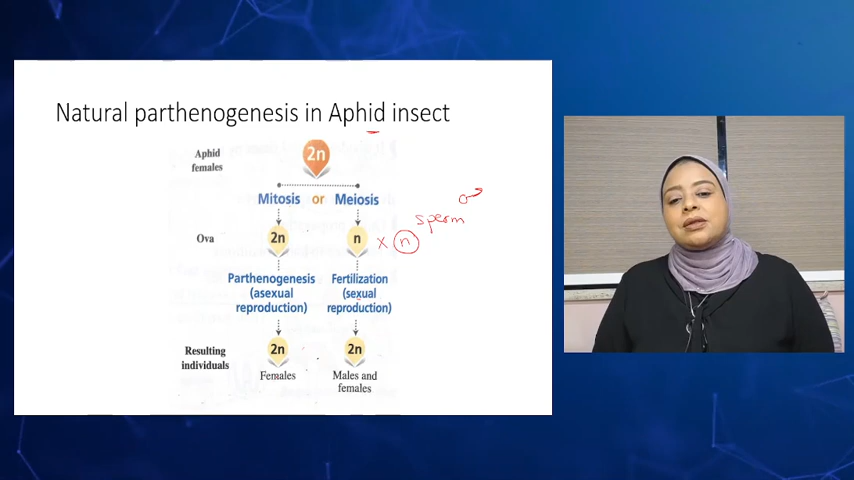 Natural parthenogenesis in Aphid insect
Aphid
females
2n
Mitosis or Meiosis
sperm
Ova
2n
n
x n
Parthenogenesis
(asexual
reproduction)
Fertilization
(sexual
reproduction)
Resulting
individuals
2n
2n
Females
Males and
females